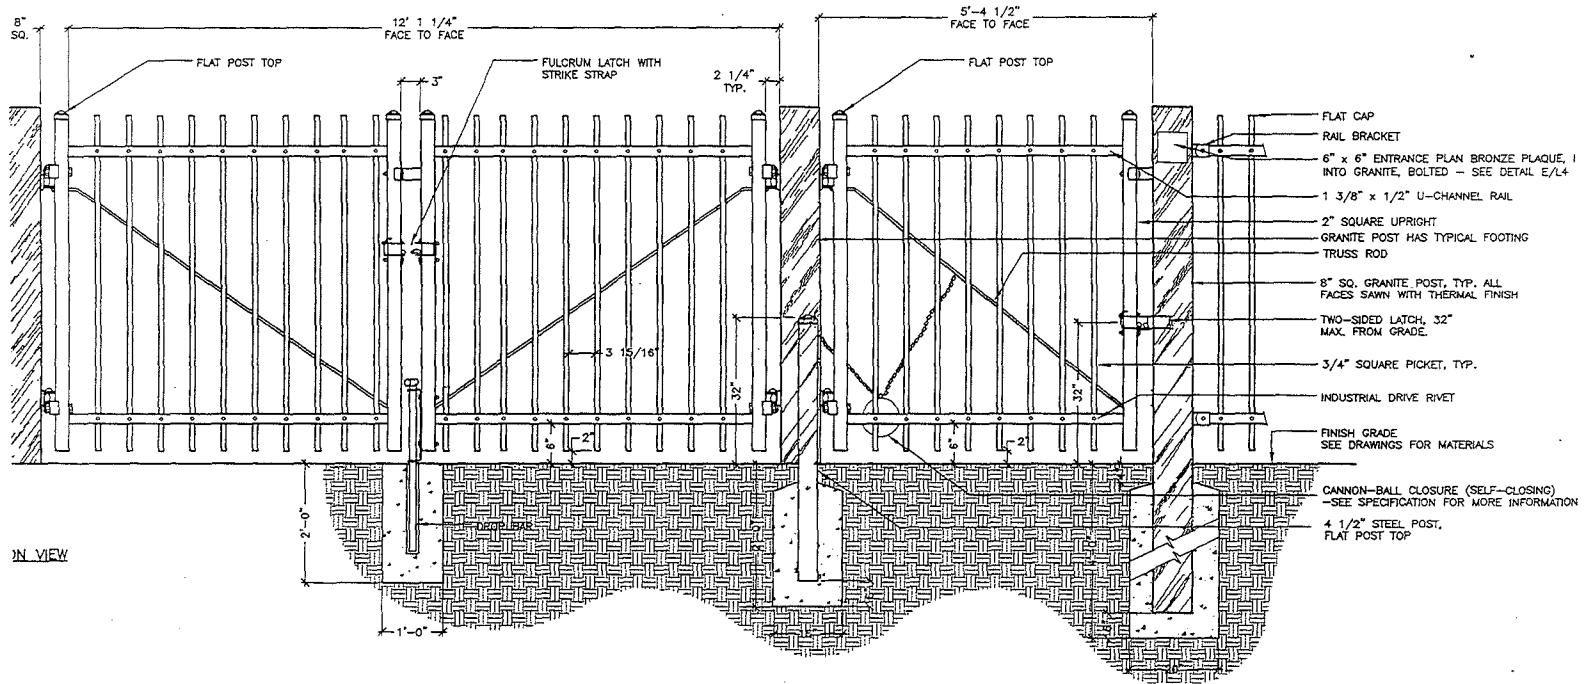 8"
SQ.
12' 1 1/4"
FACE TO FACE
5'-4 1/2"
FACE TO FACE
FLAT POST TOP
3"
FULCRUM LATCH WITH
STRIKE STRAP
2 1/4"
TYP.
FLAT POST TOP
FLAT CAP
RAIL BRACKET
6" x 6" ENTRANCE PLAN BRONZE PLAQUE,
INTO GRANITE, BOLTED - SEE DETAIL E/L4
1 3/8" x 1/2" U-CHANNEL RAIL
2" SQUARE UPRIGHT
GRANITE POST HAS TYPICAL FOOTING
TRUSS ROD
8" SQ. GRANITE POST, TYP. ALL
FACES SAWN WITH THERMAL FINISH
TWO-SIDED LATCH, 32"
MAX. FROM GRADE.
3/4" SQUARE PICKET, TYP.
INDUSTRIAL DRIVE RIVET
FINISH GRADE
SEE DRAWINGS FOR MATERIALS
CANNON-BALL CLOSURE (SELF-CLOSING)
-SEE SPECIFICATION FOR MORE INFORMATION
4 1/2" STEEL POST,
FLAT POST TOP
3 15/16"
32"
32"
6"
2"
6"
2"
2'-0"
DROP BAR
1'-0"
ON VIEW